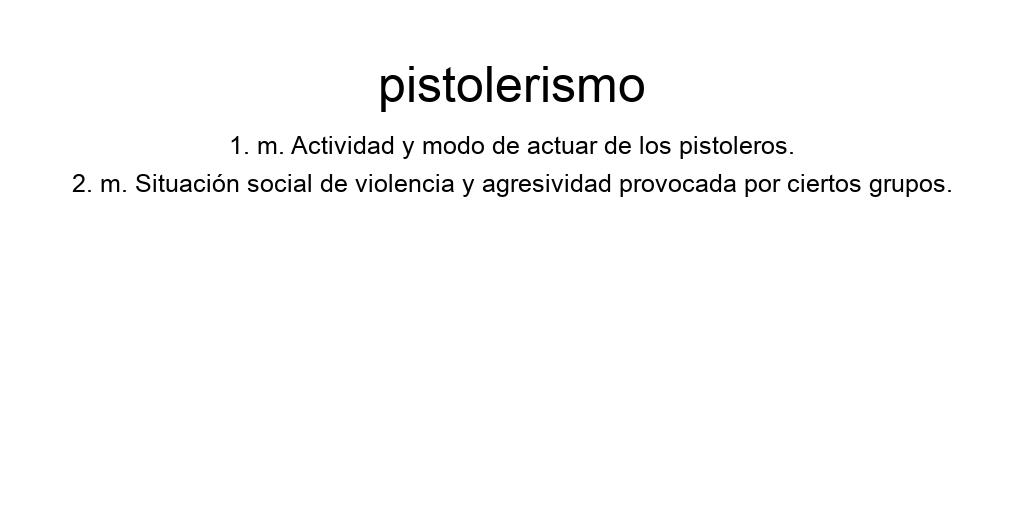 pistolerismo
1. m. Actividad y modo de actuar de los pistoleros.
2. m. Situación social de violencia y agresividad provocada por ciertos grupos.